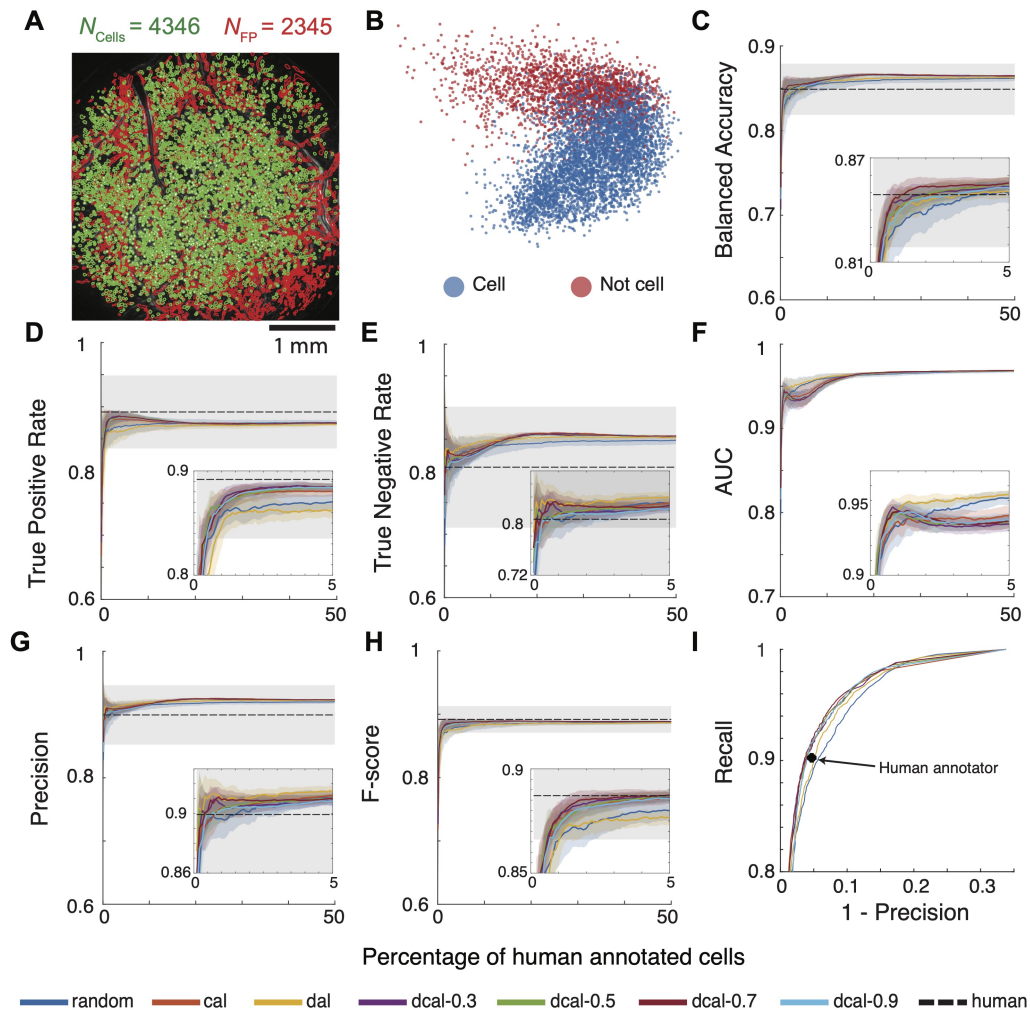 A
N Cells = 4346 N FP = 2345
1 mm
B
Cell Not cell
C
Balanced Accuracy
0.9
0.8
0.7
0.6
0 50
0.87
0.81
0 5
D
True Positive Rate
1
0.8
0.6
0 50
0.9
0.8
0 5
E
True Negative Rate
1
0.8
0.6
0 50
0.8
0.72
0 5
F
AUC
1
0.9
0.8
0.7
0 50
0.95
0.9
0 5
G
Precision
1
0.8
0.6
0 50
0.9
0.86
0 5
H
F-score
1
0.8
0.6
0 50
0.9
0.85
0 5
I
Recall
1
0.9
0.8
0 0.1 0.2 0.3
Human annotator
1 - Precision
Percentage of human annotated cells
random cal dal dcal-0.3 dcal-0.5 dcal-0.7 dcal-0.9 human